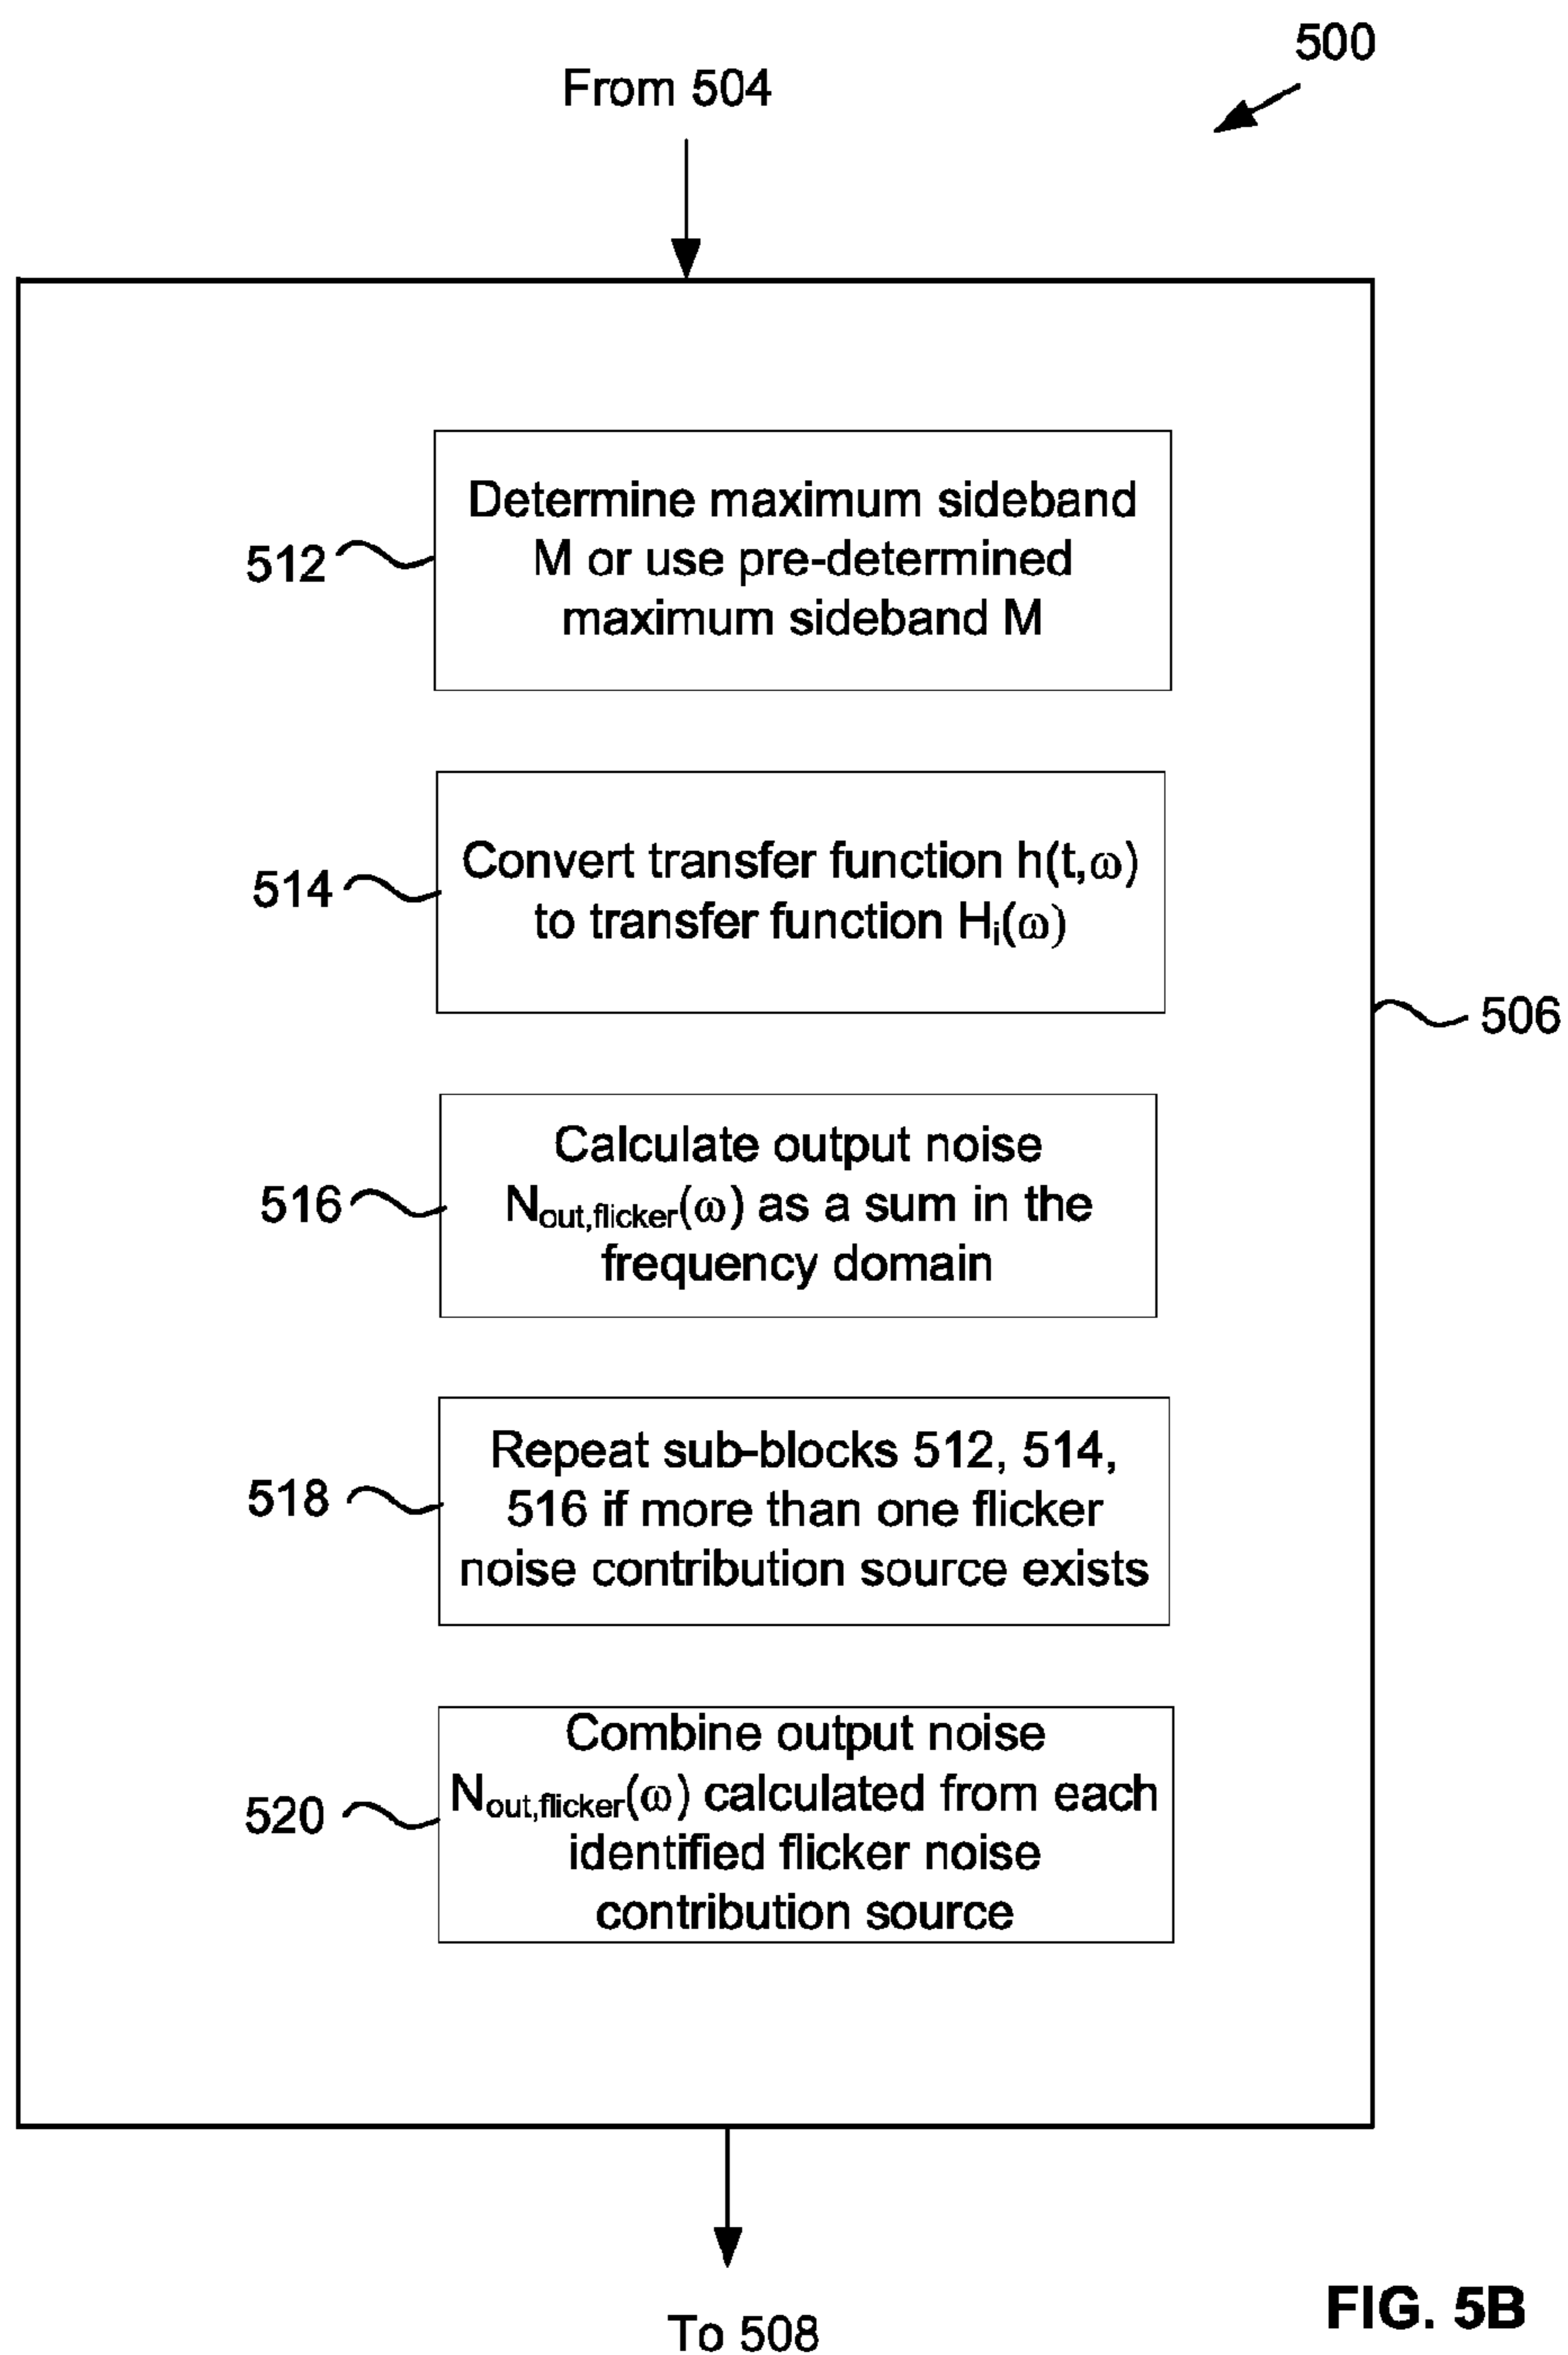 500
From 504
Determine maximum sideband
M or use pre-determined
maximum sideband M
512
Convert transfer function h(t,ω)
to transfer function Hi(ω)
514
506
Calculate output noise
Nout,flicker(ω) as a sum in the
frequency domain
516
Repeat sub-blocks 512, 514,
516 if more than one flicker
noise contribution source exists
518
Combine output noise
Nout,flicker(ω) calculated from each
identified flicker noise
contribution source
520
To 508
FIG. 5B